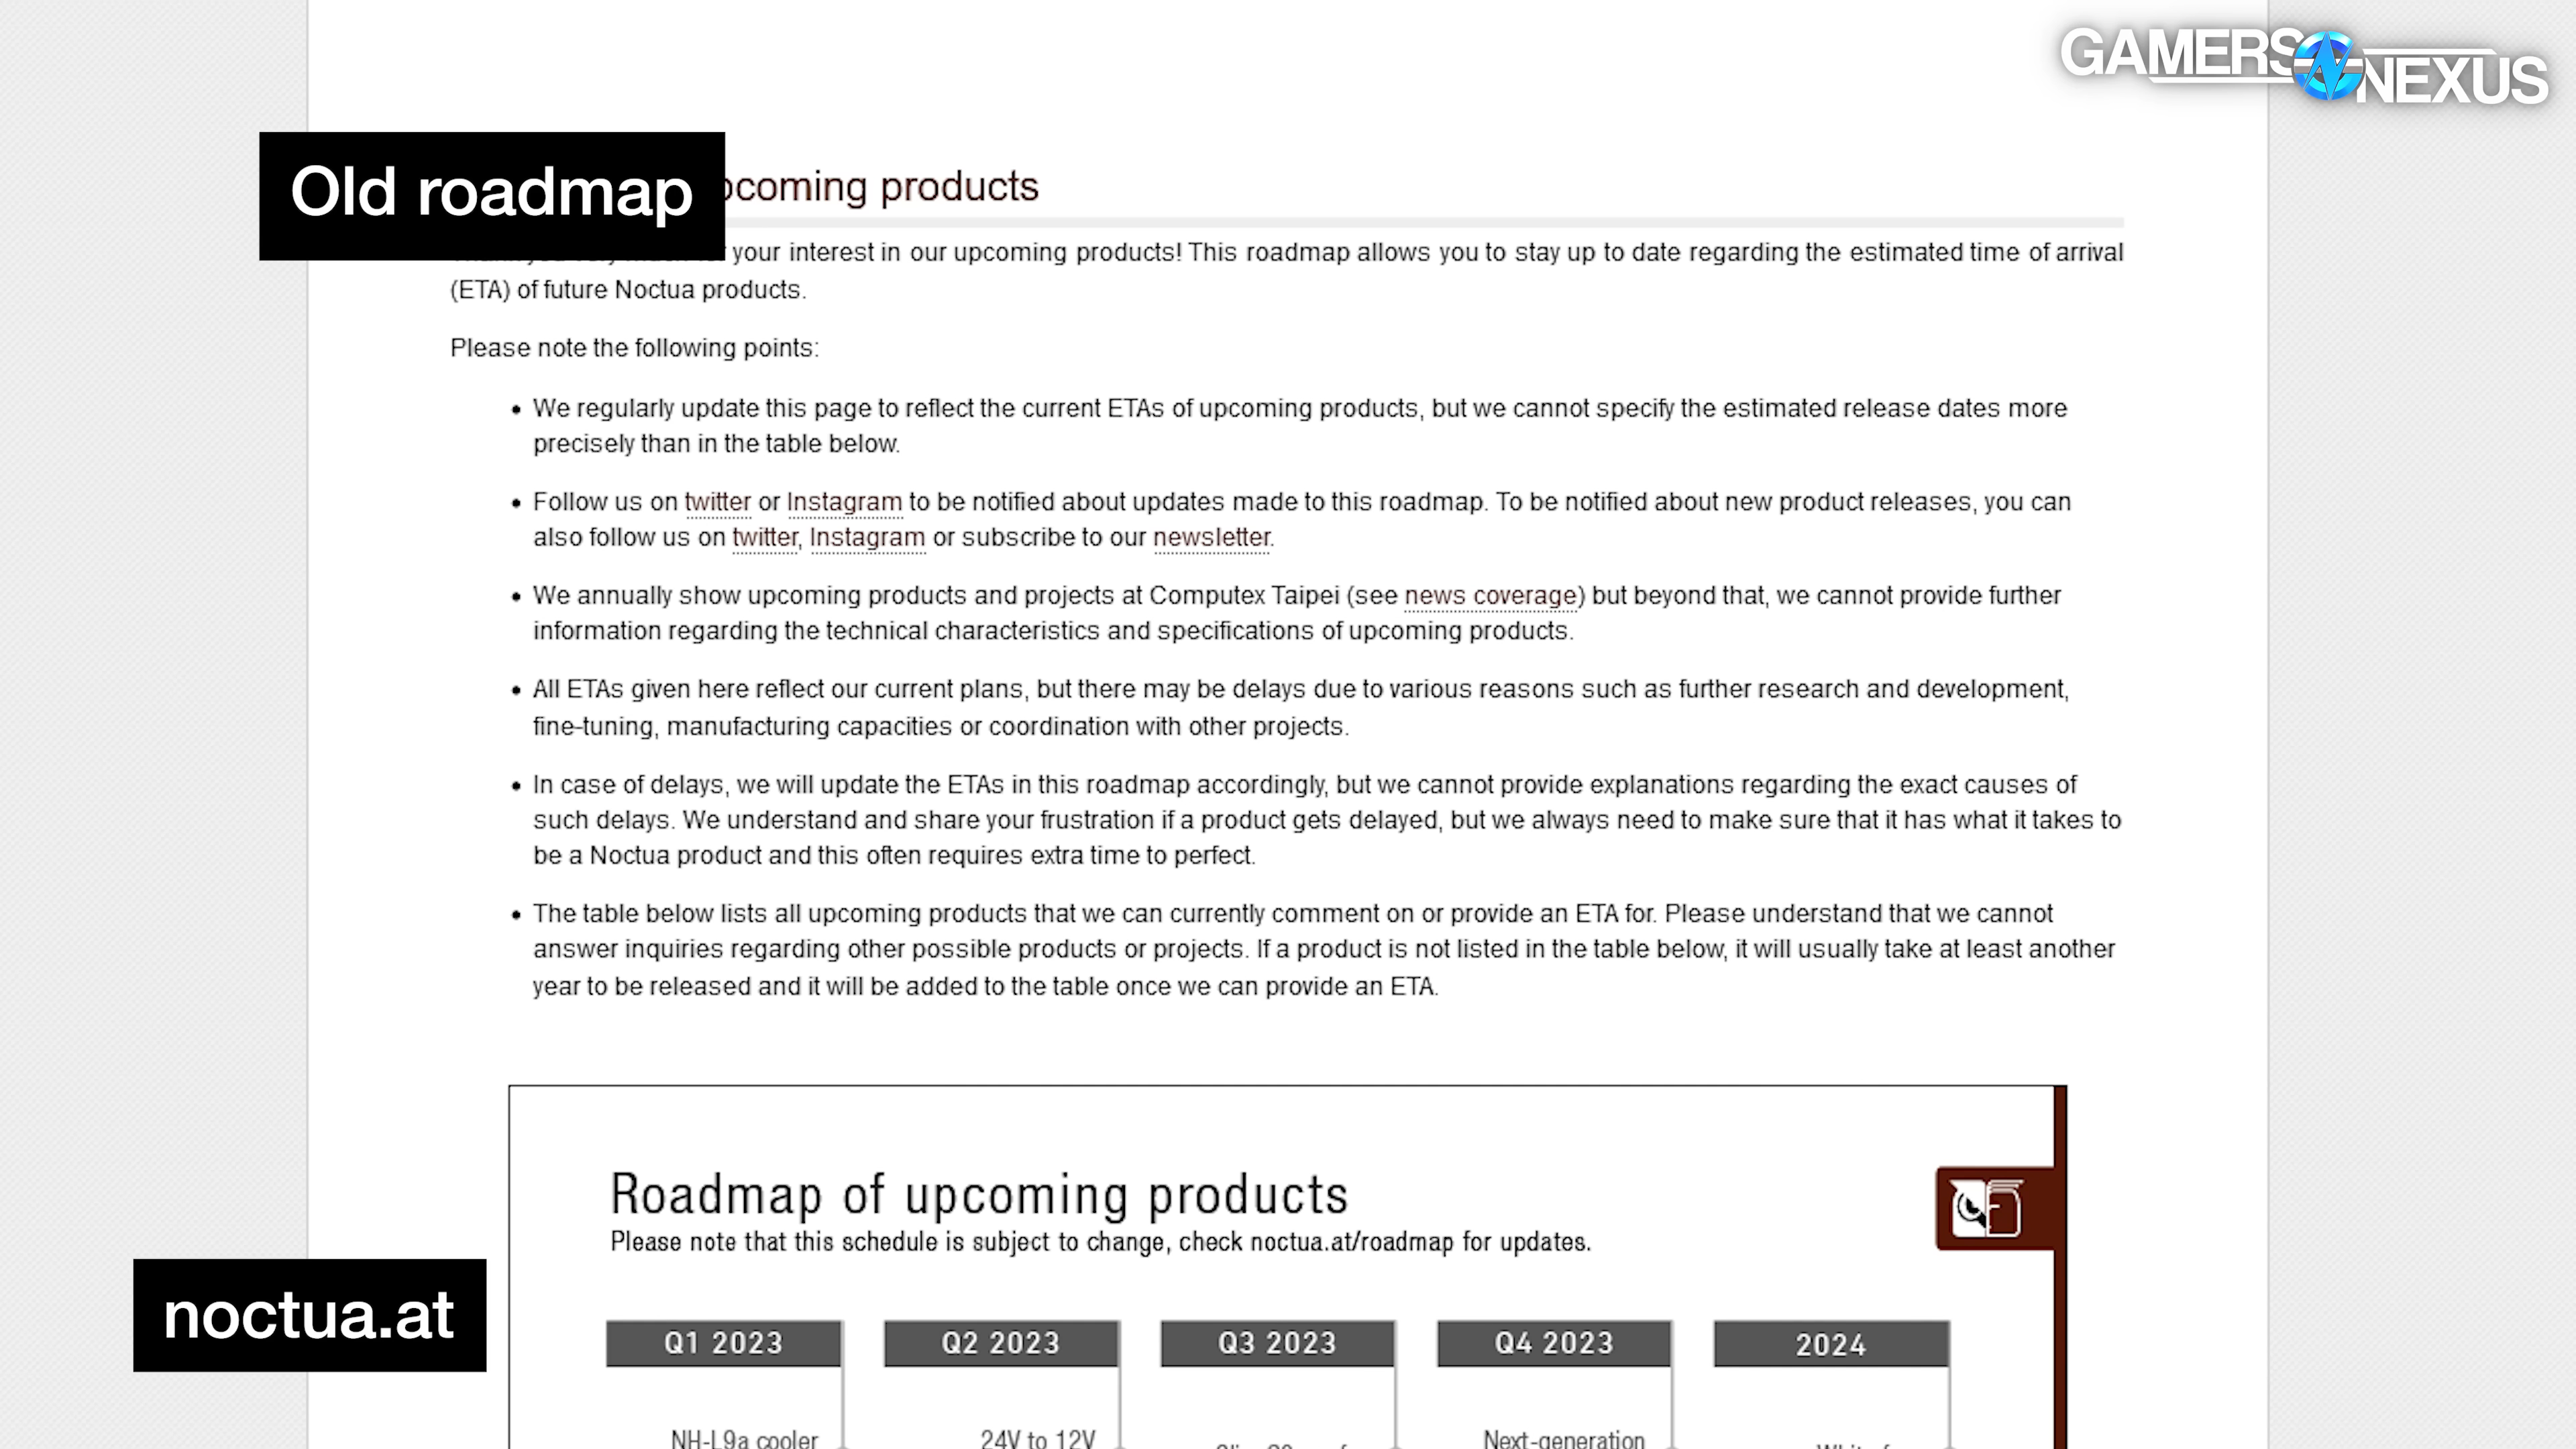 GAMERS NEXUS
Old roadmap
pcoming products
your interest in our upcoming products! This roadmap allows you to stay up to date regarding the estimated time of arrival
(ETA) of future Noctua products.
Please note the following points:
• We regularly update this page to reflect the current ETAs of upcoming products, but we cannot specify the estimated release dates more
precisely than in the table below.
• Follow us on twitter or Instagram to be notified about updates made to this roadmap. To be notified about new product releases, you can
also follow us on twitter, Instagram or subscribe to our newsletter.
• We annually show upcoming products and projects at Computex Taipei (see news coverage) but beyond that, we cannot provide further
information regarding the technical characteristics and specifications of upcoming products.
• All ETAs given here reflect our current plans, but there may be delays due to various reasons such as further research and development,
fine-tuning, manufacturing capacities or coordination with other projects.
• In case of delays, we will update the ETAs in this roadmap accordingly, but we cannot provide explanations regarding the exact causes of
such delays. We understand and share your frustration if a product gets delayed, but we always need to make sure that it has what it takes to
be a Noctua product and this often requires extra time to perfect.
• The table below lists all upcoming products that we can currently comment on or provide an ETA for. Please understand that we cannot
answer inquiries regarding other possible products or projects. If a product is not listed in the table below, it will usually take at least another
year to be released and it will be added to the table once we can provide an ETA.
Roadmap of upcoming products
Please note that this schedule is subject to change, check noctua.at/roadmap for updates.
noctua.at
Q1 2023 Q2 2023 Q3 2023 Q4 2023 2024
NH-L9a cooler 24V to 12V Next-generation